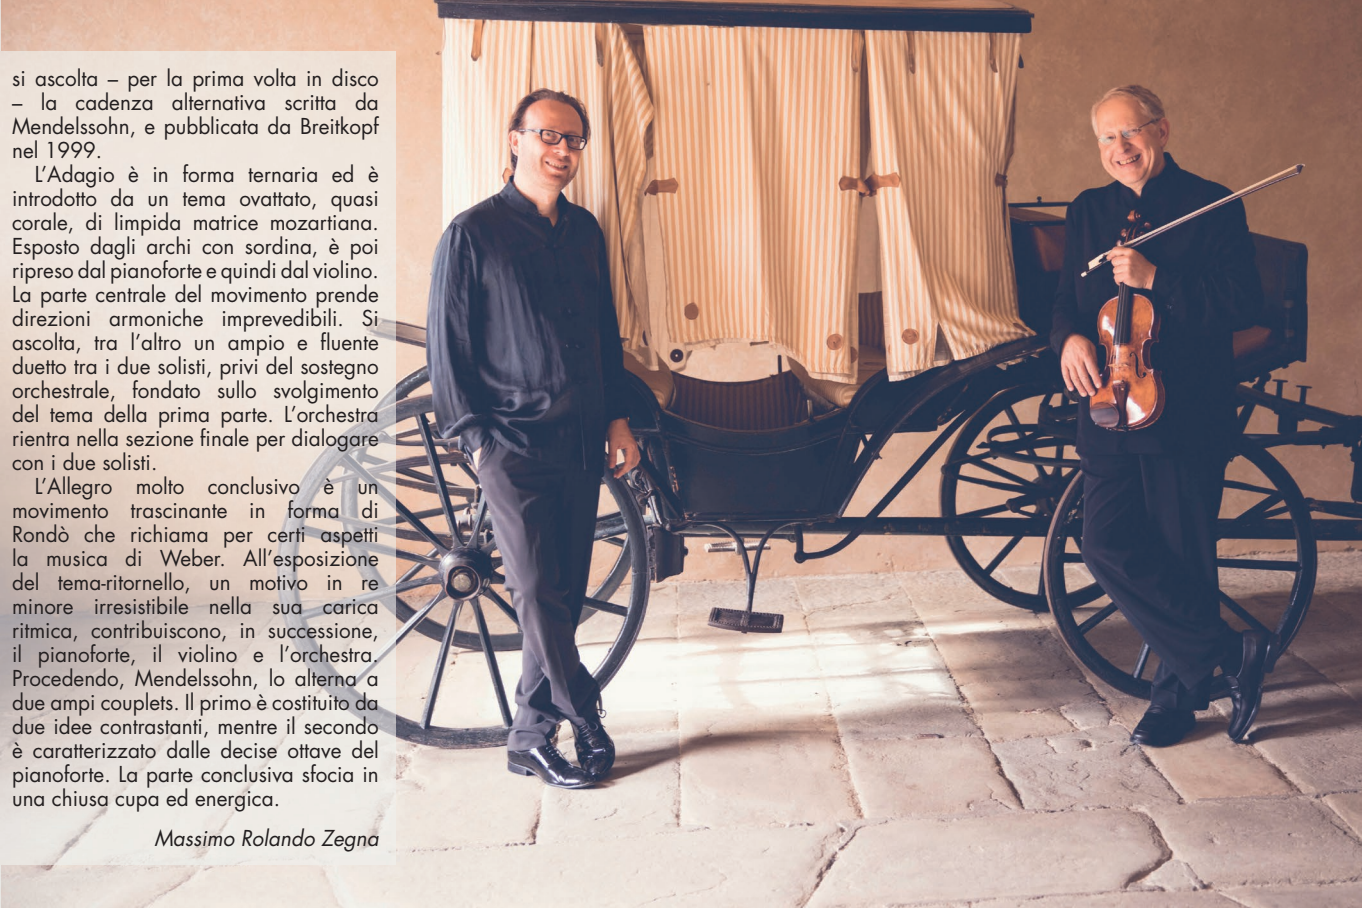 si ascolta – per la prima volta in disco
– la cadenza alternativa scritta da
Mendelssohn, e pubblicata da Breitkopf
nel 1999.
L’Adagio è in forma ternaria ed è
introdotto da un tema ovattato, quasi
corale, di limpida matrice mozartiana.
Esposto dagli archi con sordina, è poi
ripreso dal pianoforte e quindi dal violino.
La parte centrale del movimento prende
direzioni armoniche imprevedibili. Si
ascolta, tra l’altro un ampio e fluente
duetto tra i due solisti, privi del sostegno
orchestrale, fondato sullo svolgimento
del tema della prima parte. L’orchestra
rientra nella sezione finale per dialogare
con i due solisti.
L’Allegro molto conclusivo è un
movimento trascinante in forma di
Rondò che richiama per certi aspetti
la musica di Weber. All’esposizione
del tema-ritornello, un motivo in re
minore irresistibile nella sua carica
ritmica, contribuiscono, in successione,
il pianoforte, il violino e l’orchestra.
Procedendo, Mendelssohn, lo alterna a
due ampi couplets. Il primo è costituito da
due idee contrastanti, mentre il secondo
è caratterizzato dalle decise ottave del
pianoforte. La parte conclusiva sfocia in
una chiusa cupa ed energica.
Massimo Rolando Zegna